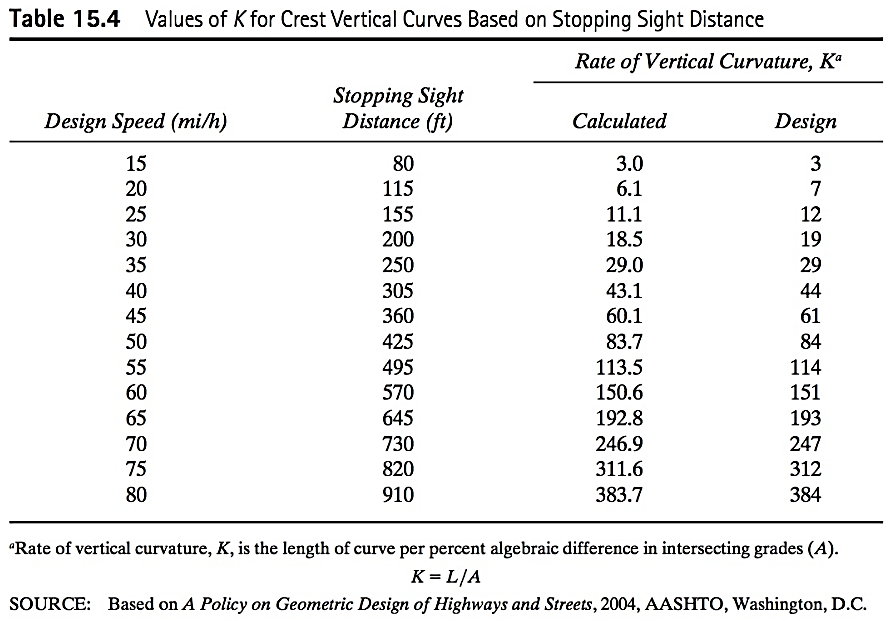 Table 15.4 Values of K for Crest Vertical Curves Based on Stopping Sight Distance
Rate of Vertical Curvature, Kᵃ
Stopping Sight
Design Speed (mi/h) Distance (ft) Calculated Design
15 80 3.0 3
20 115 6.1 7
25 155 11.1 12
30 200 18.5 19
35 250 29.0 29
40 305 43.1 44
45 360 60.1 61
50 425 83.7 84
55 495 113.5 114
60 570 150.6 151
65 645 192.8 193
70 730 246.9 247
75 820 311.6 312
80 910 383.7 384
ᵃRate of vertical curvature, K, is the length of curve per percent algebraic difference in intersecting grades (A).
K = L/A
SOURCE: Based on A Policy on Geometric Design of Highways and Streets, 2004, AASHTO, Washington, D.C.